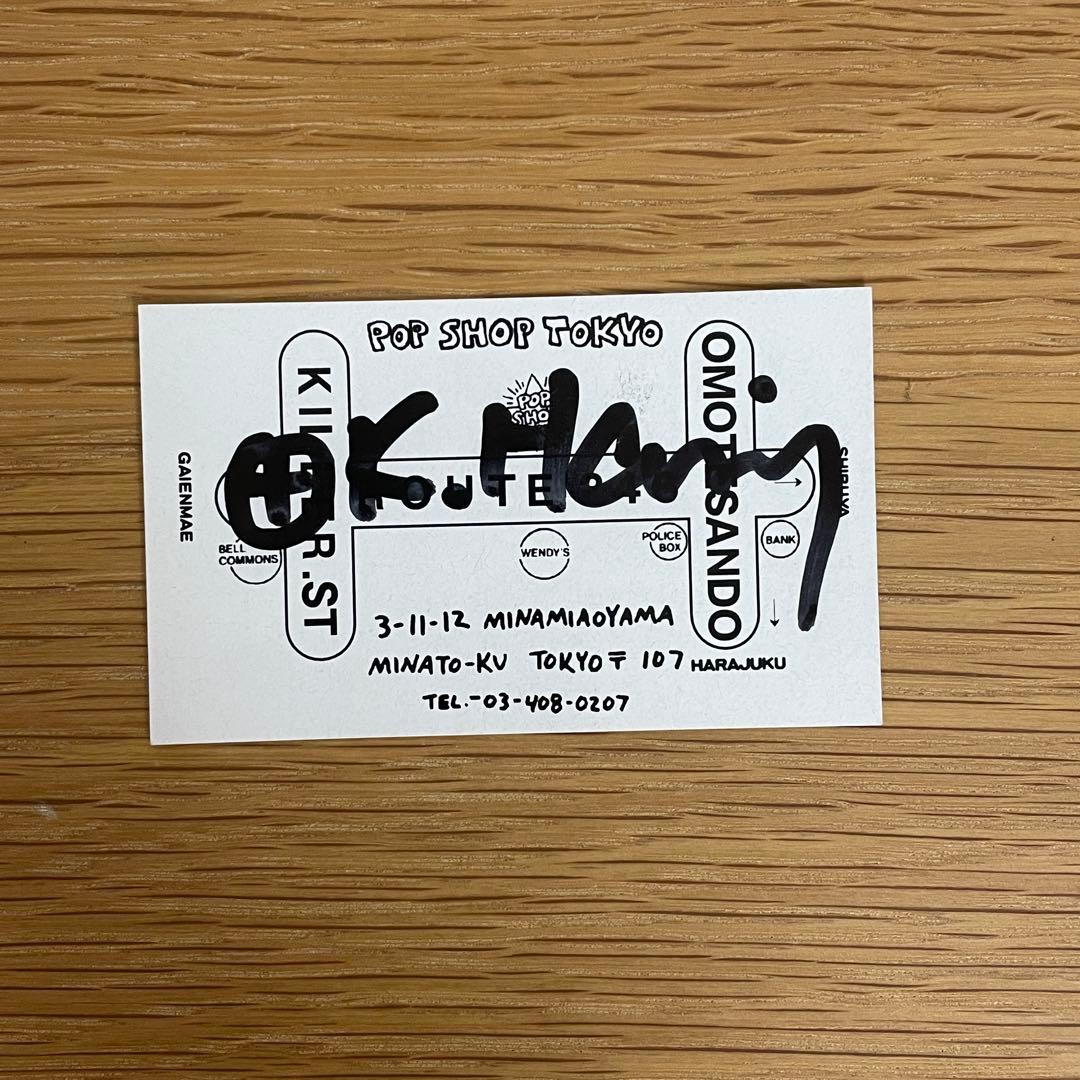 POP SHOP TOKYO
POP
SHO
KILLER.ST
OMOTESANDO
K. Haring
ROUTE 246
GAIENMAE
SHIBUYA
BELL
COMMONS
WENDY'S
POLICE
BOX
BANK
3-11-12 MINAMIAOYAMA
MINATO-KU TOKYO〒 107
HARAJUKU
TEL.-03-408-0207